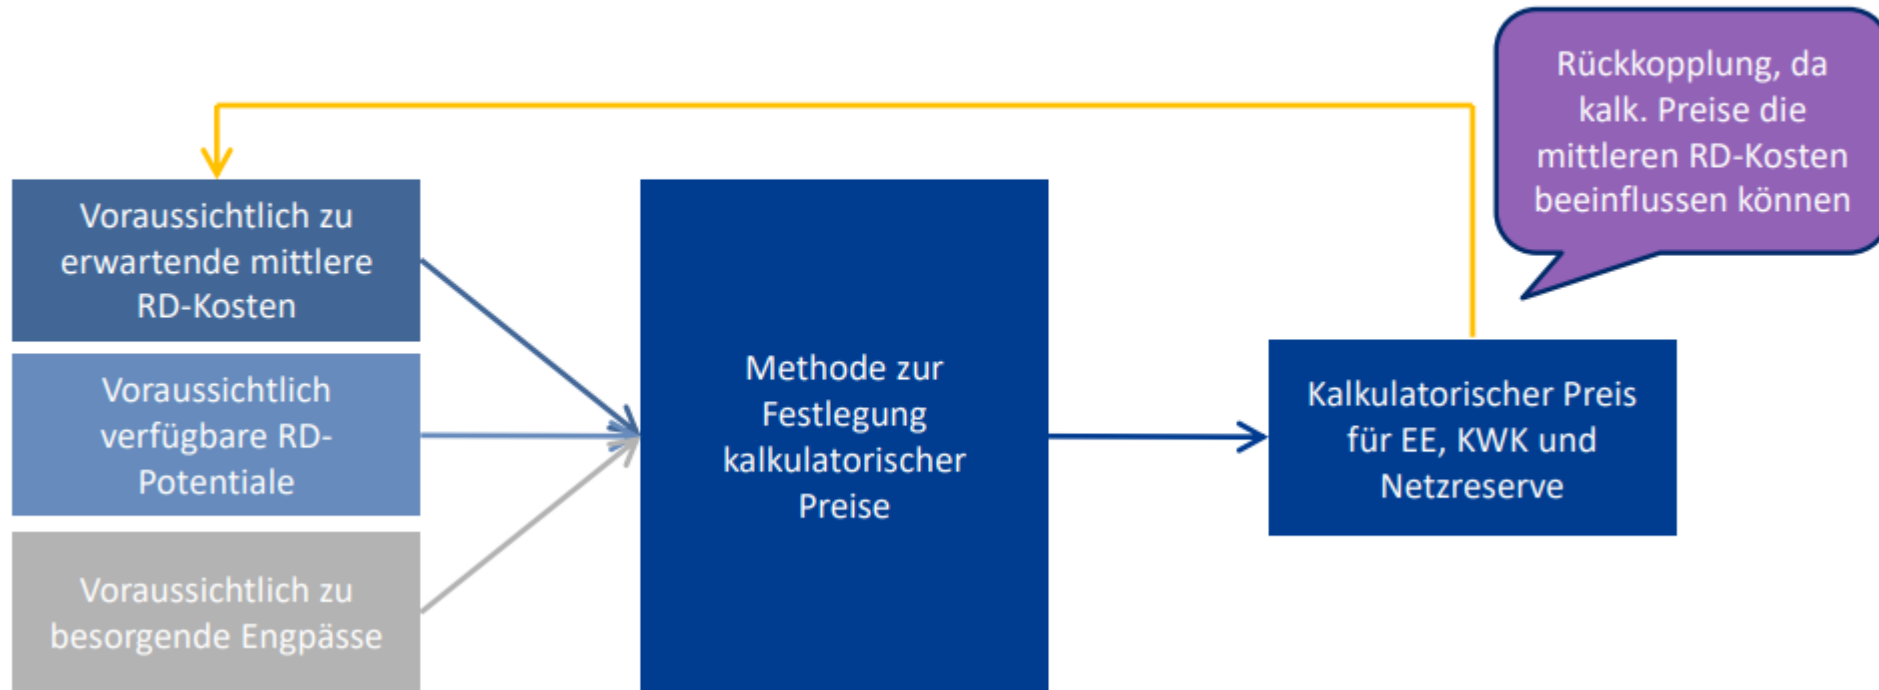 Rückkopplung, da
kalk. Preise die
mittleren RD-Kosten
beeinflussen können
Voraussichtlich zu
erwartende mittlere
RD-Kosten
Voraussichtlich
verfügbare RD-
Potentiale
Voraussichtlich zu
besorgende Engpässe
Methode zur
Festlegung
kalkulatorischer
Preise
Kalkulatorischer Preis
für EE, KWK und
Netzreserve